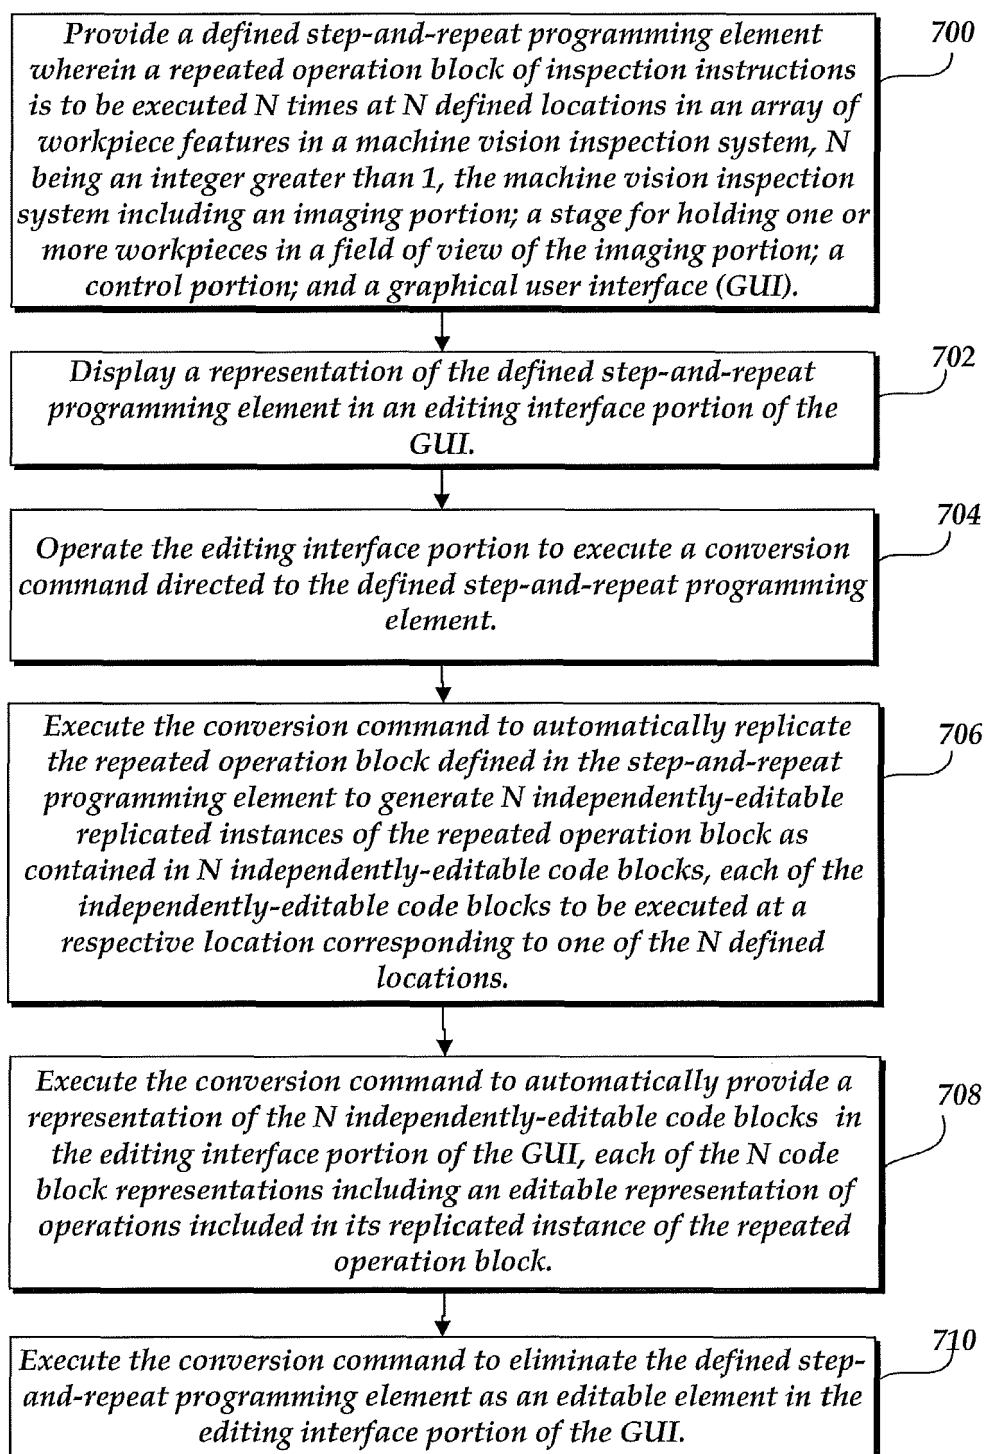 Provide a defined step-and-repeat programming element
wherein a repeated operation block of inspection instructions
is to be executed N times at N defined locations in an array of
workpiece features in a machine vision inspection system, N
being an integer greater than 1, the machine vision inspection
system including an imaging portion; a stage for holding one or
more workpieces in a field of view of the imaging portion; a
control portion; and a graphical user interface (GUI).
700
Display a representation of the defined step-and-repeat
programming element in an editing interface portion of the
GUI.
702
Operate the editing interface portion to execute a conversion
command directed to the defined step-and-repeat programming
element.
704
Execute the conversion command to automatically replicate
the repeated operation block defined in the step-and-repeat
programming element to generate N independently-editable
replicated instances of the repeated operation block as
contained in N independently-editable code blocks, each of the
independently-editable code blocks to be executed at a
respective location corresponding to one of the N defined
locations.
706
Execute the conversion command to automatically provide a
representation of the N independently-editable code blocks in
the editing interface portion of the GUI, each of the N code
block representations including an editable representation of
operations included in its replicated instance of the repeated
operation block.
708
Execute the conversion command to eliminate the defined step-
and-repeat programming element as an editable element in the
editing interface portion of the GUI.
710